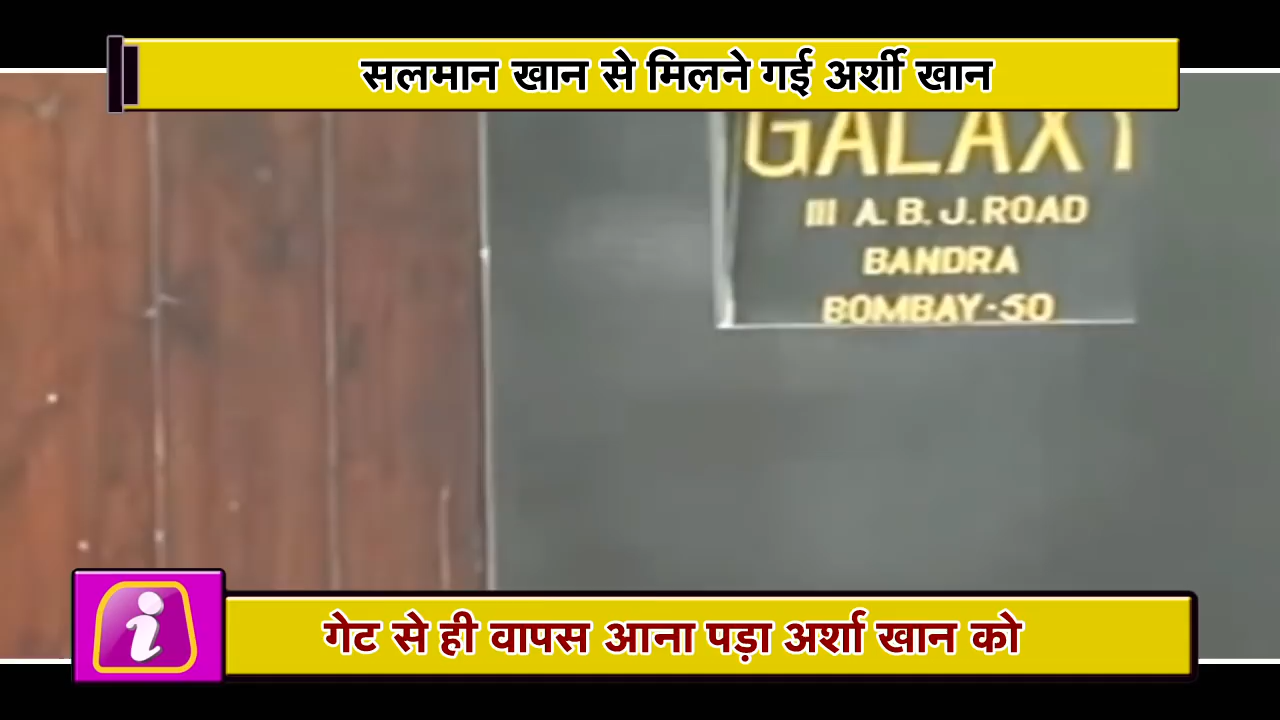 सलमान खान से मिलने गई अर्शी खान
GALAXY
III A. B. J. ROAD
BANDRA
BOMBAY-50
गेट से ही वापस आना पड़ा अर्शा खान को